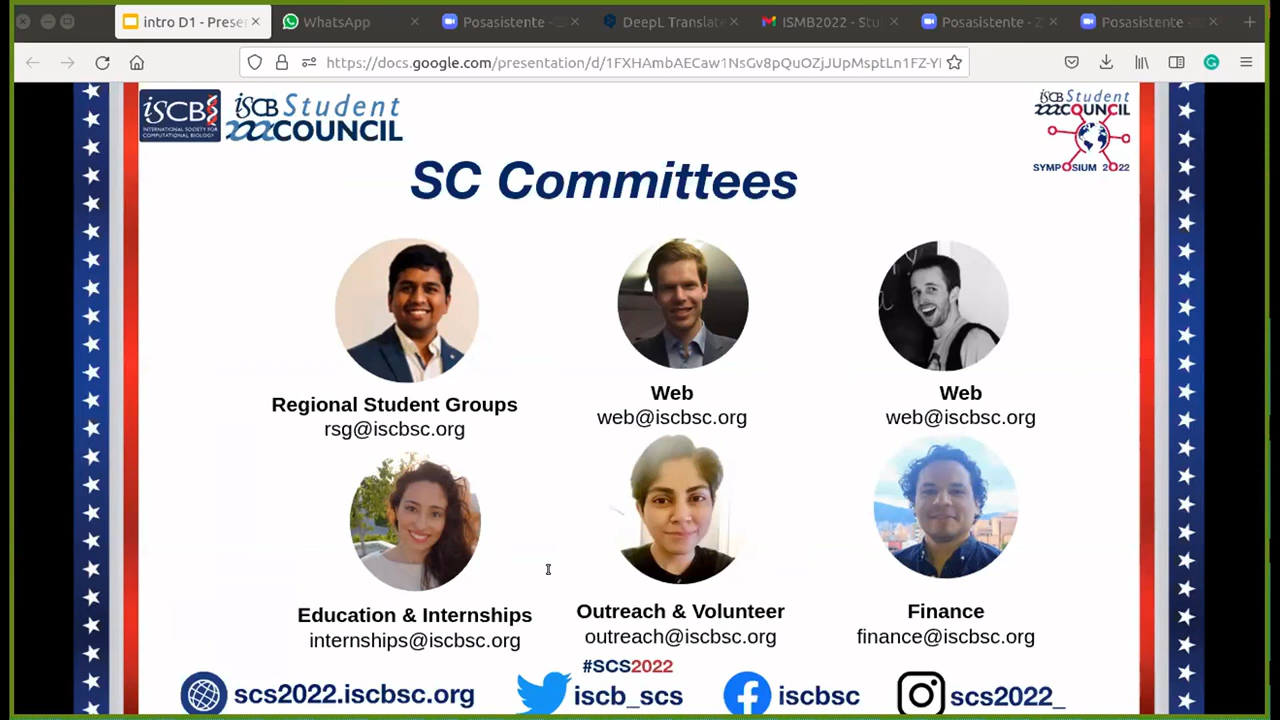 intro D1 - Prese
WhatsApp
Posasistente -
DeepL Translate
ISMB2022 - Stu
Posasistente - Z
Posasistente -
https://docs.google.com/presentation/d/1FXHAmbAECaw1NsGv8pQuOZjJUpMsptLn1FZ-Y
iSCB
INTERNATIONAL SOCIETY FOR
COMPUTATIONAL BIOLOGY
iSCB Student
COUNCIL
iSCB Student
COUNCIL
SYMPOSIUM 2022
SC Committees
Regional Student Groups
rsg@iscbsc.org
Web
web@iscbsc.org
Web
web@iscbsc.org
Education & Internships
internships@iscbsc.org
Outreach & Volunteer
outreach@iscbsc.org
Finance
finance@iscbsc.org
#SCS2022
scs2022.iscbsc.org
iscb_scs
iscbsc
scs2022_